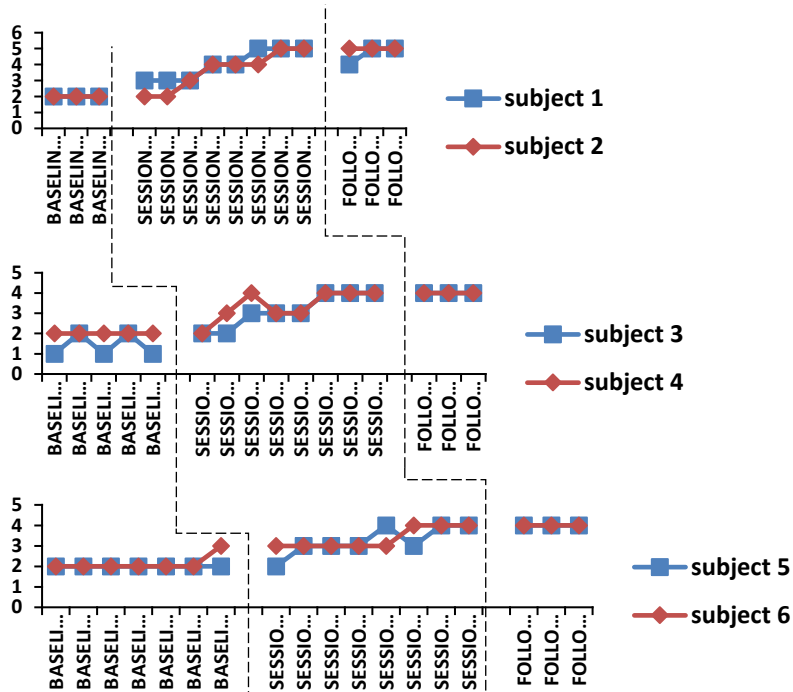 6
5
4
3
2
1
0
BASELIN...
BASELIN...
BASELIN...
SESSION...
SESSION...
SESSION...
SESSION...
SESSION...
SESSION...
SESSION...
SESSION...
FOLLO...
FOLLO...
FOLLO...
subject 1
subject 2
5
4
3
2
1
0
BASELI...
BASELI...
BASELI...
BASELI...
BASELI...
SESSIO...
SESSIO...
SESSIO...
SESSIO...
SESSIO...
SESSIO...
SESSIO...
SESSIO...
FOLLO...
FOLLO...
FOLLO...
subject 3
subject 4
5
4
3
2
1
0
BASELI...
BASELI...
BASELI...
BASELI...
BASELI...
BASELI...
BASELI...
SESSIO...
SESSIO...
SESSIO...
SESSIO...
SESSIO...
SESSIO...
SESSIO...
SESSIO...
FOLLO...
FOLLO...
FOLLO...
subject 5
subject 6